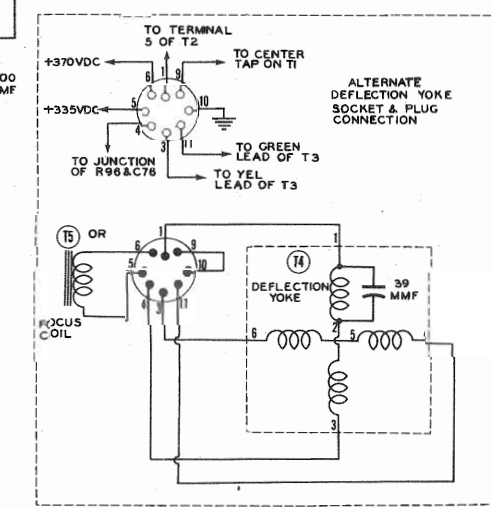 00
MF
TO TERMINAL
5 OF T2
+370VDC
TO CENTER
TAP ON T1
6
1
9
+335VDC
5
10
4
3
11
TO JUNCTION
OF R96&C76
TO GREEN
LEAD OF T3
TO YEL
LEAD OF T3
ALTERNATE
DEFLECTION YOKE
SOCKET & PLUG
CONNECTION
T5 OR
FOCUS
COIL
1
6
9
5
10
4
3
11
T4
DEFLECTION
YOKE
1
39
MMF
2
6
5
3